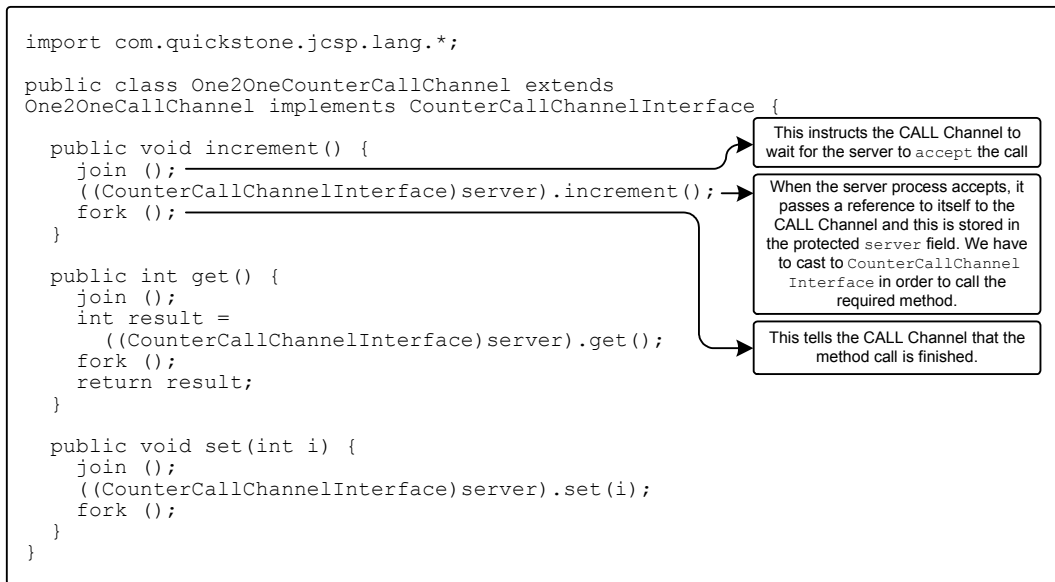 import com.quickstone.jcsp.lang.*;
public class One2OneCounterCallChannel extends
One2OneCallChannel implements CounterCallChannelInterface {
public void increment() {
join ();
((CounterCallChannelInterface)server).increment();
fork ();
}
public int get() {
join ();
int result =
((CounterCallChannelInterface)server).get();
fork ();
return result;
}
public void set(int i) {
join ();
((CounterCallChannelInterface)server).set(i);
fork ();
}
}
This instructs the CALL Channel to
wait for the server to accept the call
When the server process accepts, it
passes a reference to itself to the
CALL Channel and this is stored in
the protected server field. We have
to cast to CounterCallChannel
Interface in order to call the
required method.
This tells the CALL Channel that the
method call is finished.